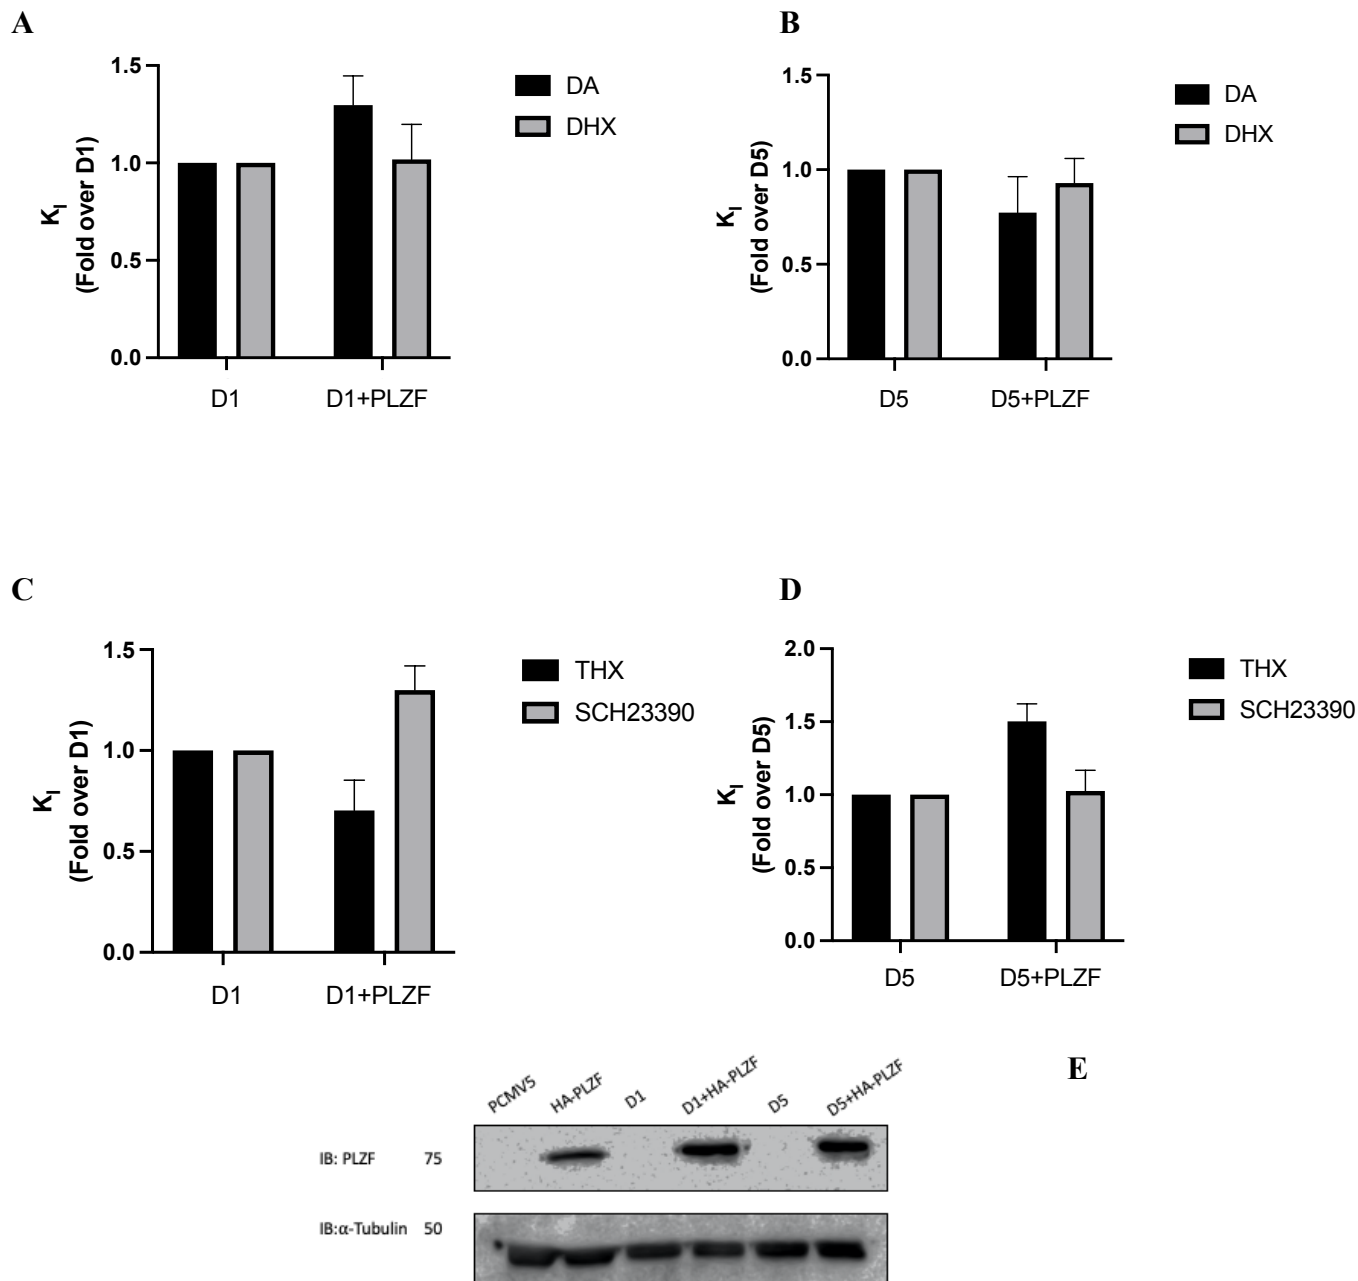 A
1.5
1.0
0.5
0.0
K_I
(Fold over D1)
D1
D1+PLZF
DA
DHX
B
1.5
1.0
0.5
0.0
K_I
(Fold over D5)
D5
D5+PLZF
DA
DHX
C
1.5
1.0
0.5
0.0
K_I
(Fold over D1)
D1
D1+PLZF
THX
SCH23390
D
2.0
1.5
1.0
0.5
0.0
K_I
(Fold over D5)
D5
D5+PLZF
THX
SCH23390
E
PCMV5
HA-PLZF
D1
D1+HA-PLZF
D5
D5+HA-PLZF
IB: PLZF 75
IB:α-Tubulin 50